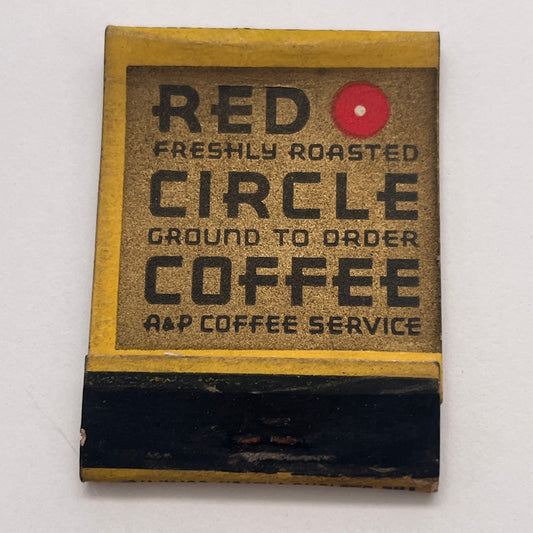 RED
FRESHLY ROASTED
CIRCLE
GROUND TO ORDER
COFFEE
A&P COFFEE SERVICE